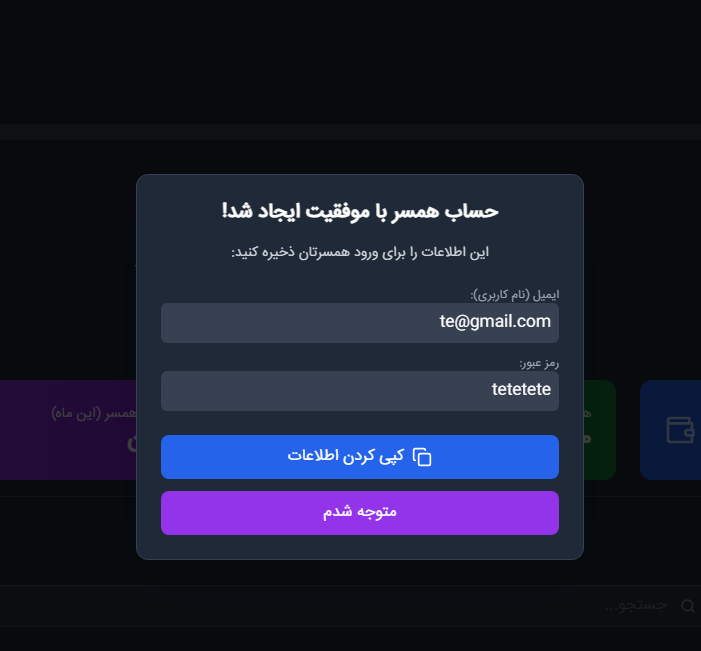 حساب همسر با موفقیت ایجاد شد!
این اطلاعات را برای ورود همسرتان ذخیره کنید:
ایمیل (نام کاربری):
te@gmail.com
رمز عبور:
tetetete
همسر (این ماه)
کپی کردن اطلاعات
متوجه شدم
جستجو...